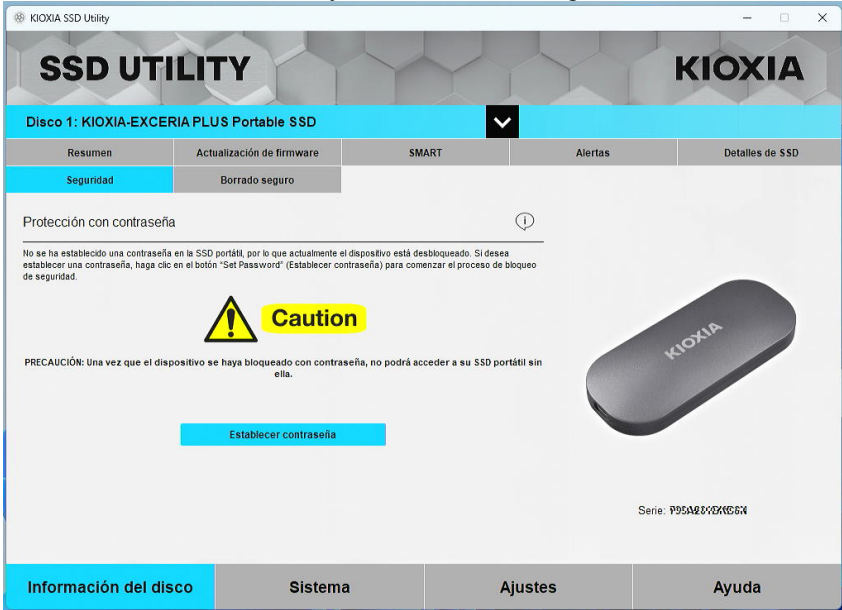 KIOXIA SSD Utility
SSD UTILITY
KIOXIA
Disco 1: KIOXIA-EXCERIA PLUS Portable SSD
Resumen
Actualización de firmware
SMART
Alertas
Detalles de SSD
Seguridad
Borrado seguro
Protección con contraseña
No se ha establecido una contraseña en la SSD portátil, por lo que actualmente el dispositivo está desbloqueado. Si desea
establecer una contraseña, haga clic en el botón "Set Password" (Establecer contraseña) para comenzar el proceso de bloqueo
de seguridad.
Caution
PRECAUCIÓN: Una vez que el dispositivo se haya bloqueado con contraseña, no podrá acceder a su SSD portátil sin
ella.
Establecer contraseña
KIOXIA
Serie:
Información del disco
Sistema
Ajustes
Ayuda